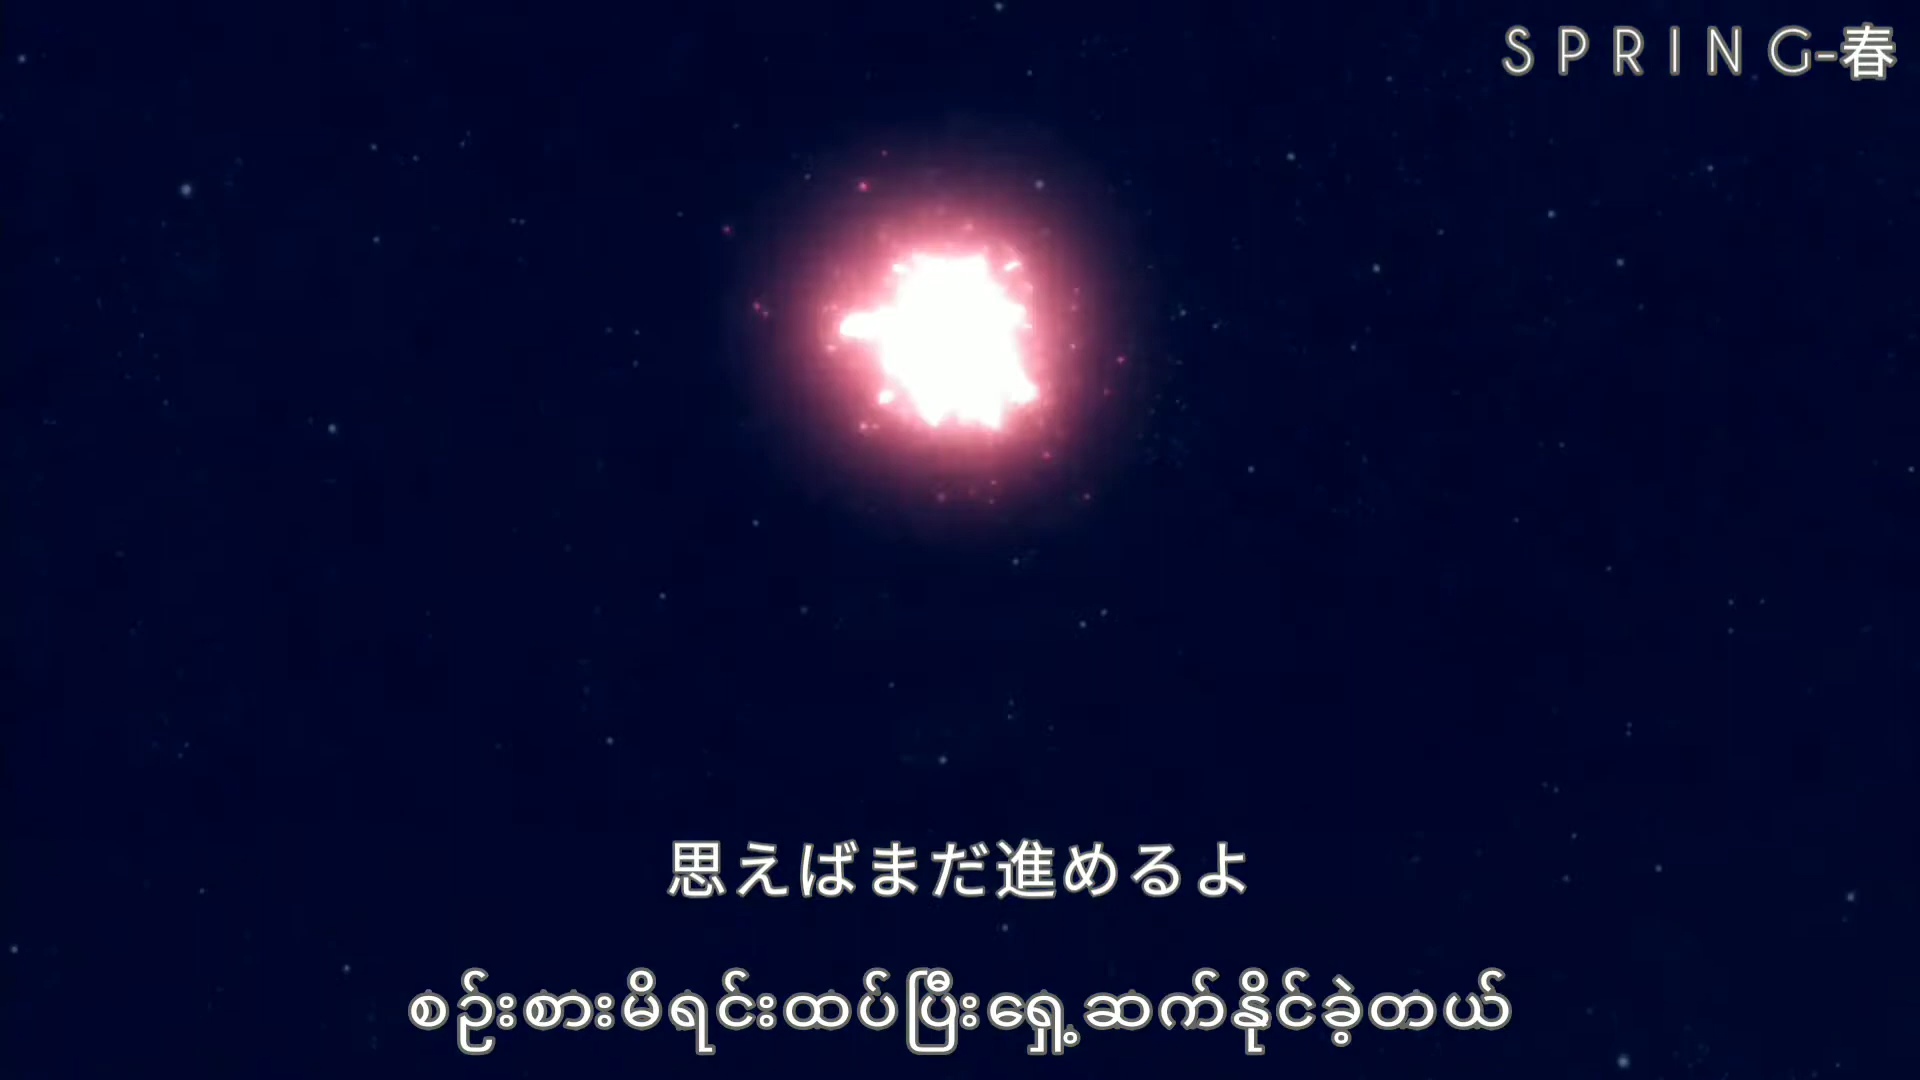 SPRING-春
思えばまだ進めるよ
စဉ်းစားမိရင်းထပ်ပြီးရှေ့ဆက်နိုင်ခဲ့တယ်